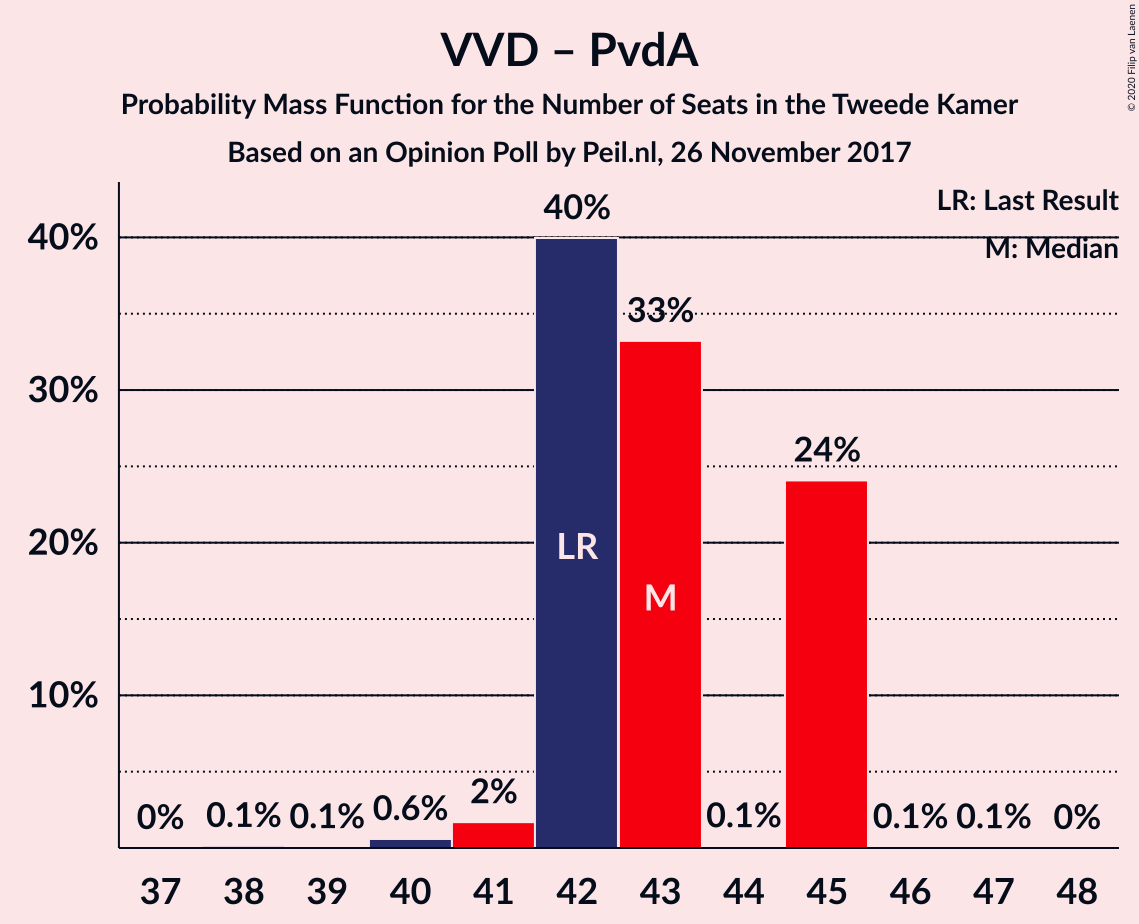 VVD – PvdA
Probability Mass Function for the Number of Seats in the Tweede Kamer
Based on an Opinion Poll by Peil.nl, 26 November 2017
© 2020 Filip van Laenen
LR: Last Result
M: Median
40%
30%
20%
10%
0%
0.1%
0.1%
0.6%
2%
40%
33%
0.1%
24%
0.1%
0.1%
0%
LR
M
37 38 39 40 41 42 43 44 45 46 47 48